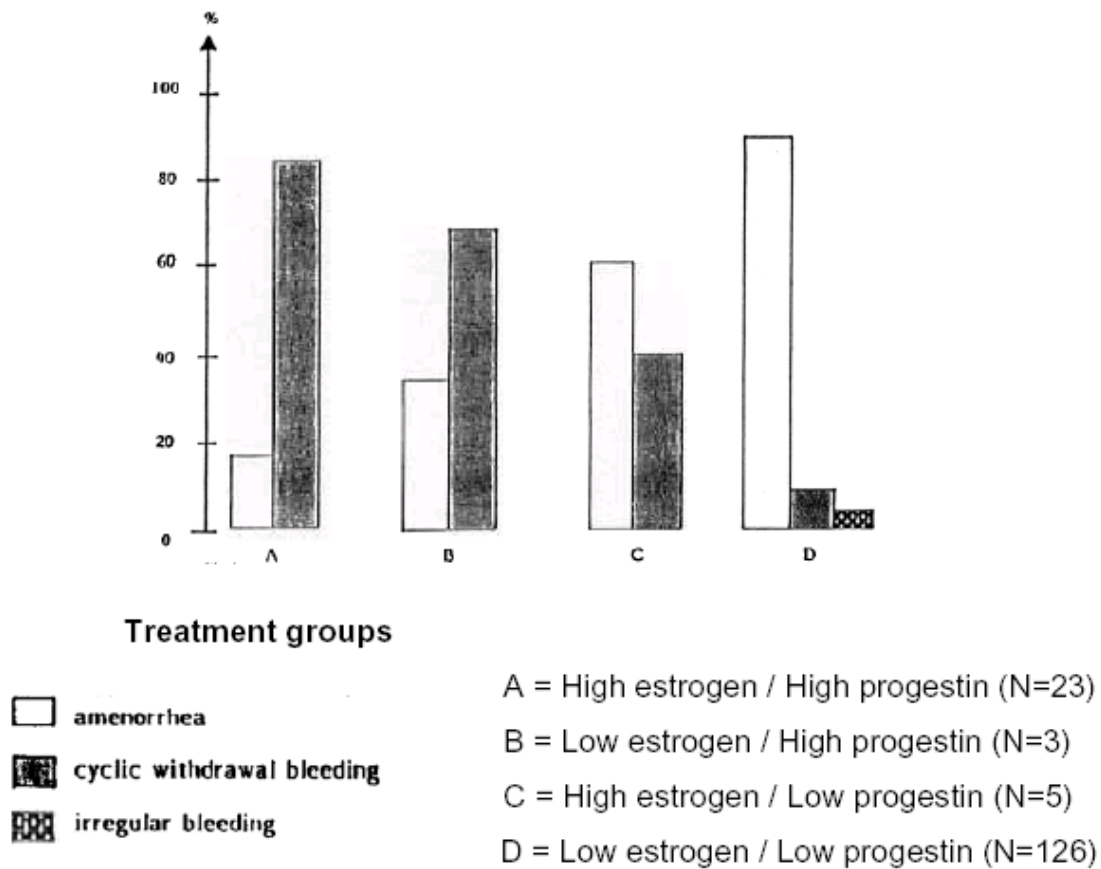 %
100
80
60
40
20
0
A
B
C
D
Treatment groups
amenorrhea
cyclic withdrawal bleeding
irregular bleeding
A = High estrogen / High progestin (N=23)
B = Low estrogen / High progestin (N=3)
C = High estrogen / Low progestin (N=5)
D = Low estrogen / Low progestin (N=126)